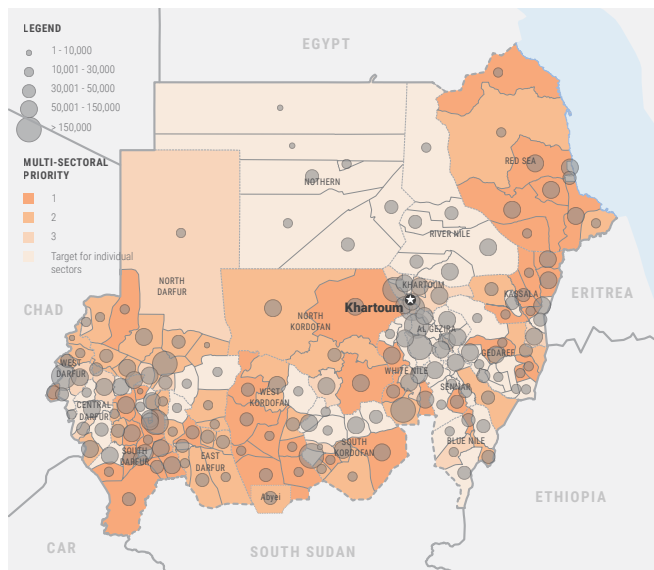 LEGEND
1 - 10,000
10,001 - 30,000
30,001 - 50,000
50,001 - 150,000
> 150,000
MULTI-SECTORAL
PRIORITY
1
2
3
Target for individual
sectors
EGYPT
RED SEA
NOTHERN
RIVER NILE
NORTH
DARFUR
KHARTOUM
Khartoum
KASSALA
ERITREA
CHAD
NORTH
KORDOFAN
AL GEZIRA
GEDAREF
WEST
DARFUR
WHITE NILE
SENNAR
WEST
KORDOFAN
CENTRAL
DARFUR
BLUE NILE
SOUTH
KORDOFAN
SOUTH
DARFUR
EAST
DARFUR
Abyei
ETHIOPIA
CAR
SOUTH SUDAN